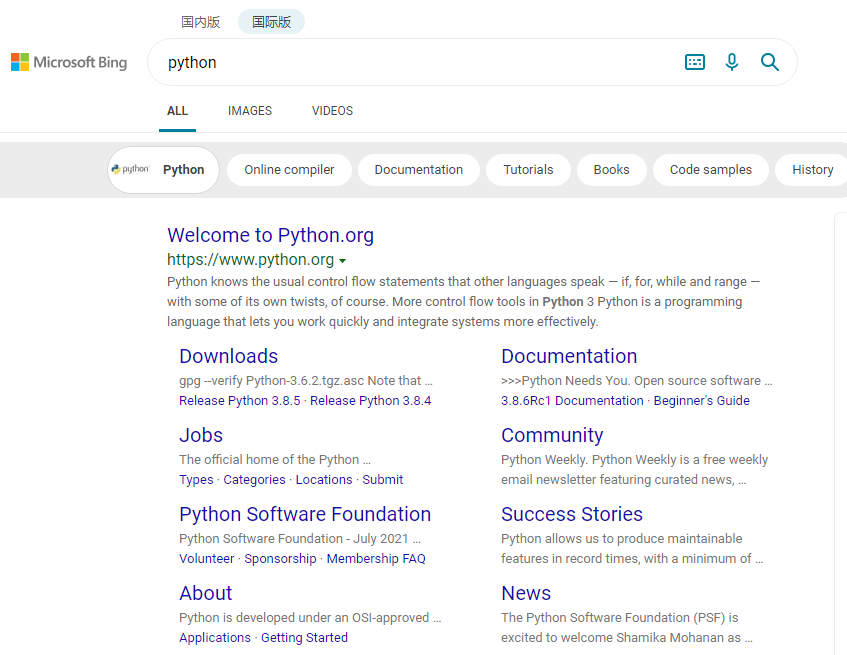 国内版 国际版
Microsoft Bing
python
ALL IMAGES VIDEOS
python Python Online compiler Documentation Tutorials Books Code samples History
Welcome to Python.org
https://www.python.org
Python knows the usual control flow statements that other languages speak — if, for, while and range —
with some of its own twists, of course. More control flow tools in Python 3 Python is a programming
language that lets you work quickly and integrate systems more effectively.
Downloads
gpg --verify Python-3.6.2.tgz.asc Note that ...
Release Python 3.8.5 · Release Python 3.8.4
Documentation
>>>Python Needs You. Open source software ...
3.8.6Rc1 Documentation · Beginner's Guide
Jobs
The official home of the Python ...
Types · Categories · Locations · Submit
Community
Python Weekly. Python Weekly is a free weekly
email newsletter featuring curated news, ...
Python Software Foundation
Python Software Foundation - July 2021 ...
Volunteer · Sponsorship · Membership FAQ
Success Stories
Python allows us to produce maintainable
features in record times, with a minimum of ...
About
Python is developed under an OSI-approved ...
Applications · Getting Started
News
The Python Software Foundation (PSF) is
excited to welcome Shamika Mohanan as ...